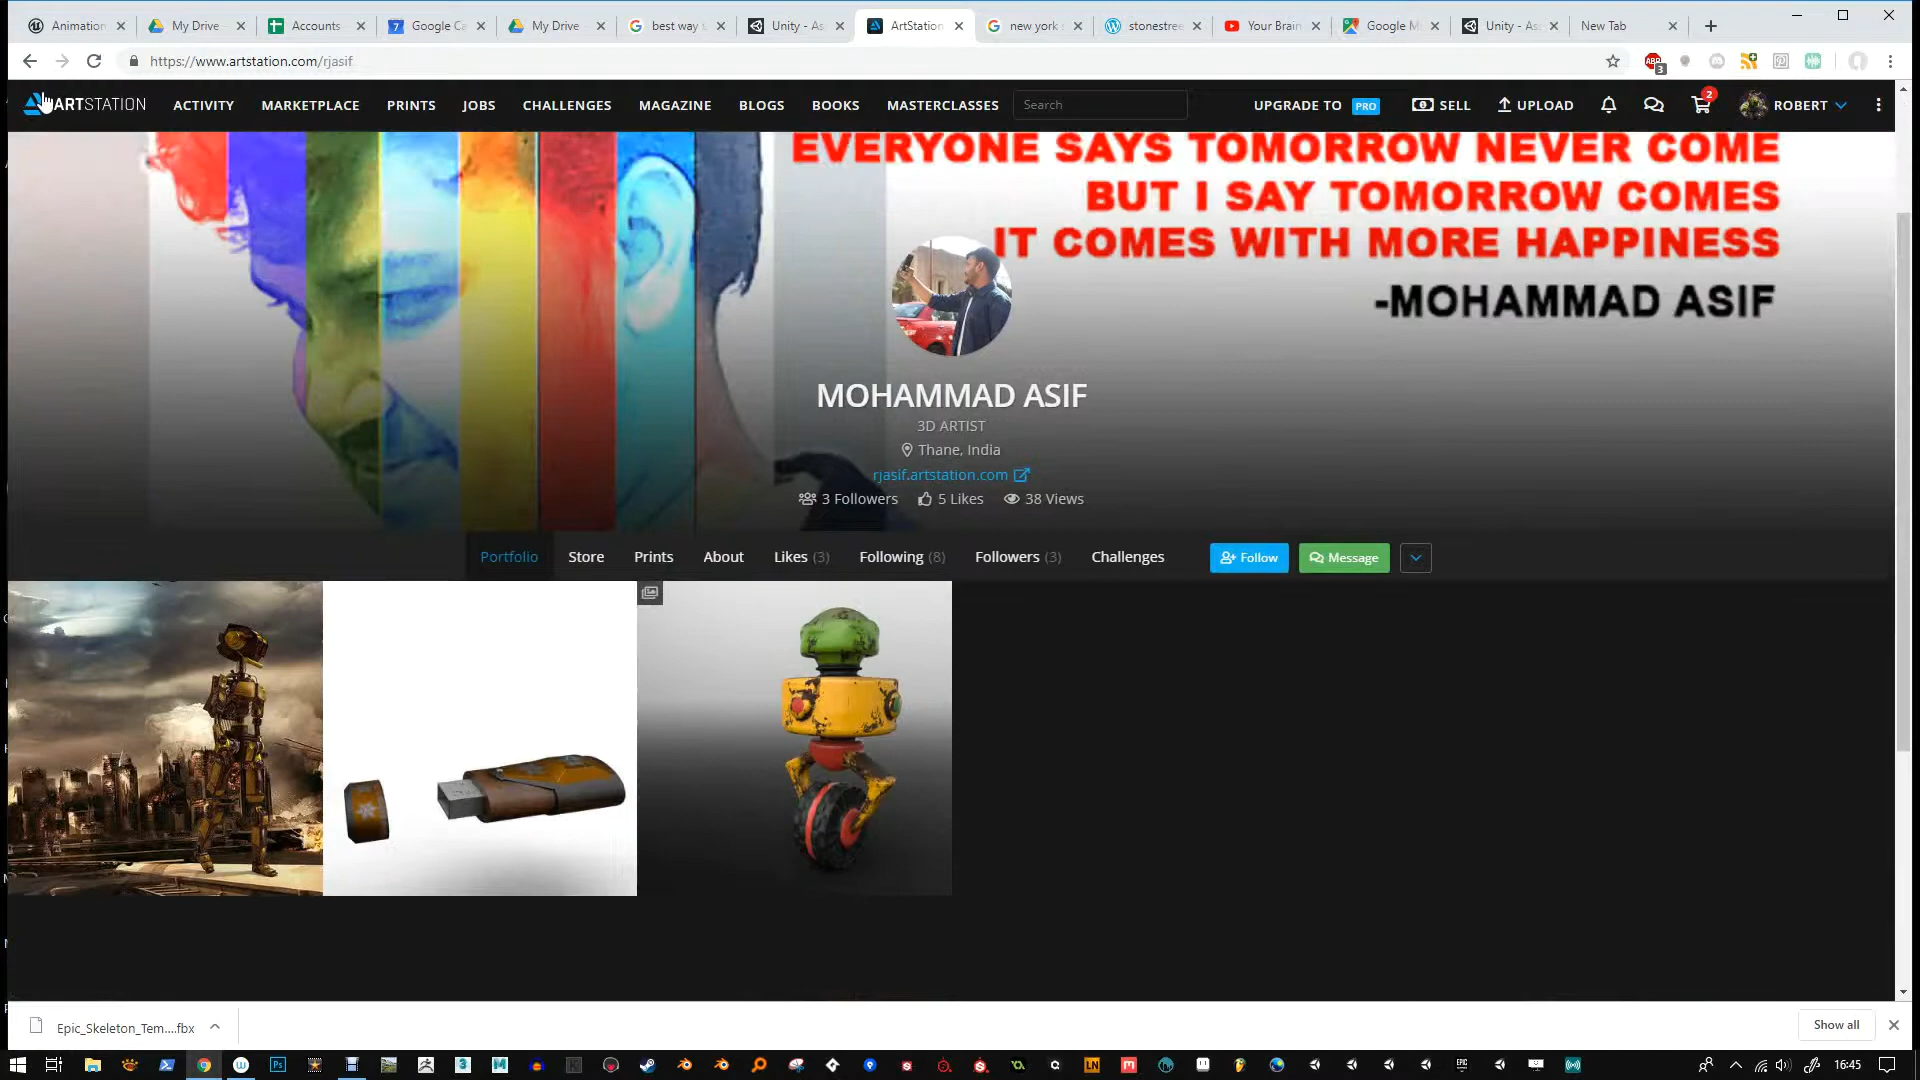 Animation
My Drive -
Accounts
Google Ca
My Drive
best way t
Unity - As
ArtStation
new york s
stonestree
Your Brain
Google M
Unity - Ass
New Tab
https://www.artstation.com/rjasif
ABP
3
ARTSTATION
ACTIVITY
MARKETPLACE
PRINTS
JOBS
CHALLENGES
MAGAZINE
BLOGS
BOOKS
MASTERCLASSES
Search
UPGRADE TO PRO
SELL
UPLOAD
2
ROBERT
EVERYONE SAYS TOMORROW NEVER COME
BUT I SAY TOMORROW COMES
IT COMES WITH MORE HAPPINESS
-MOHAMMAD ASIF
MOHAMMAD ASIF
3D ARTIST
Thane, India
rjasif.artstation.com
3 Followers 5 Likes 38 Views
Portfolio
Store
Prints
About
Likes (3)
Following (8)
Followers (3)
Challenges
Follow
Message
Epic_Skeleton_Tem....fbx
Show all
16:45